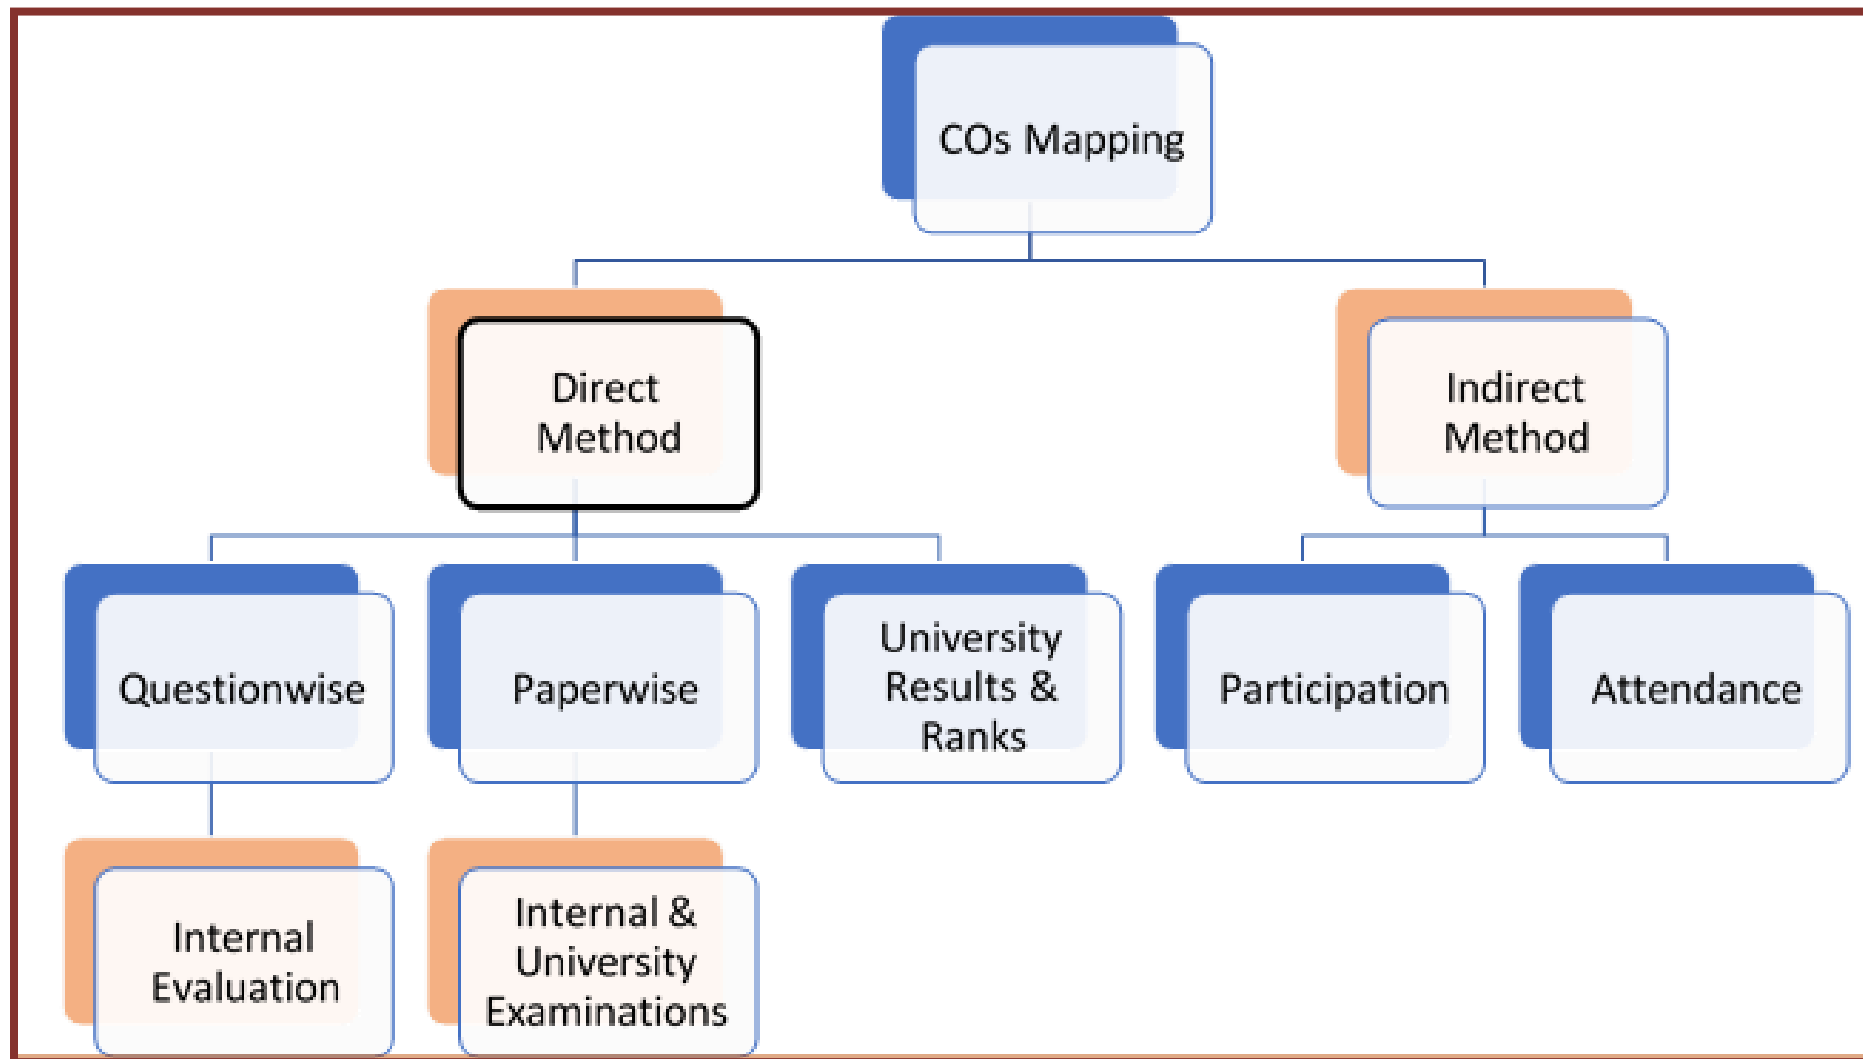 COs Mapping
Direct
Method
Indirect
Method
Questionwise
Paperwise
University
Results &
Ranks
Participation
Attendance
Internal
Evaluation
Internal &
University
Examinations